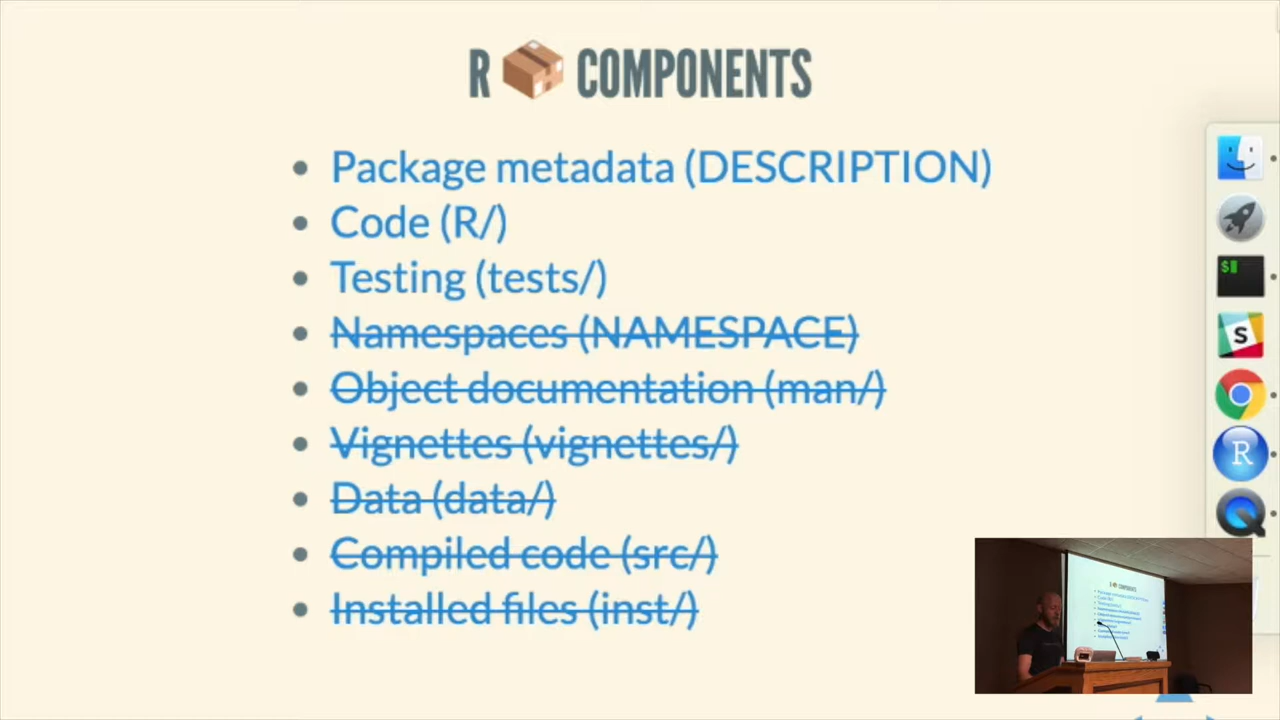 R 📦 COMPONENTS
Package metadata (DESCRIPTION)
Code (R/)
Testing (tests/)
Namespaces (NAMESPACE)
Object documentation (man/)
Vignettes (vignettes/)
Data (data/)
Compiled code (src/)
Installed files (inst/)
$
S
R